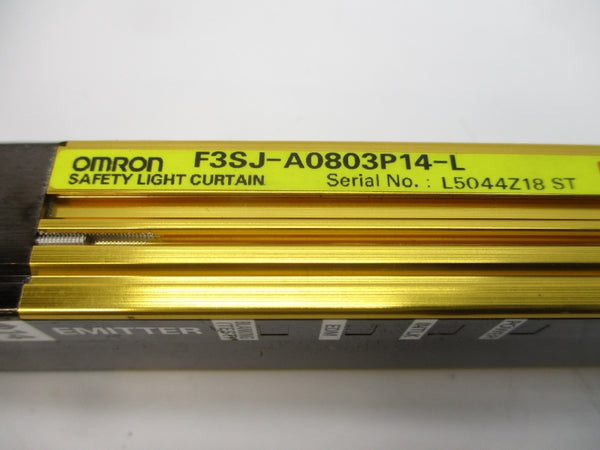 OMRON F3SJ-A0803P14-L
SAFETY LIGHT CURTAIN Serial No. : L5044Z18 ST
EMITTER